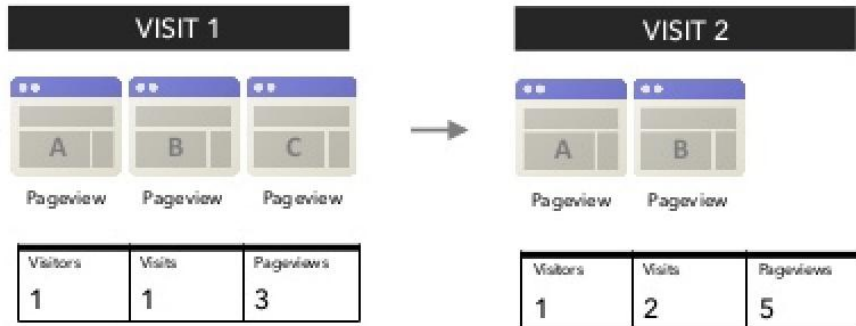 VISIT 1
A B C
Pageview Pageview Pageview
Visitors Visits Pageviews
1 1 3
VISIT 2
A B
Pageview Pageview
Visitors Visits Pageviews
1 2 5